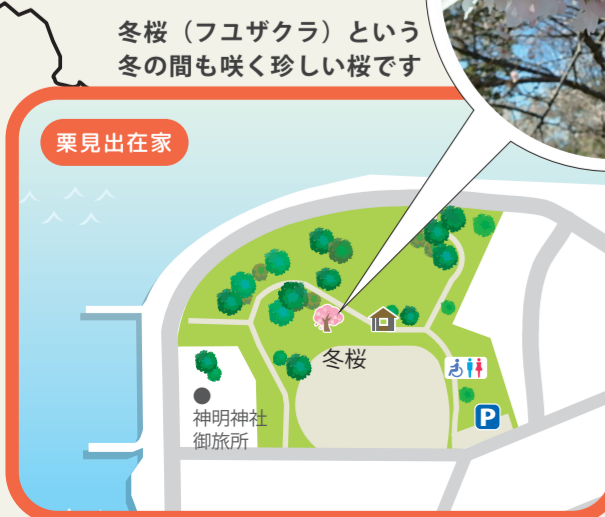 冬桜（フユザクラ）という
冬の間も咲く珍しい桜です
栗見出在家
冬桜
神明神社
御旅所
P